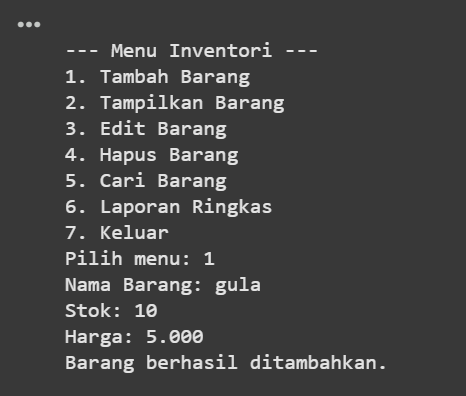 •••
--- Menu Inventori ---
1. Tambah Barang
2. Tampilkan Barang
3. Edit Barang
4. Hapus Barang
5. Cari Barang
6. Laporan Ringkas
7. Keluar
Pilih menu: 1
Nama Barang: gula
Stok: 10
Harga: 5.000
Barang berhasil ditambahkan.